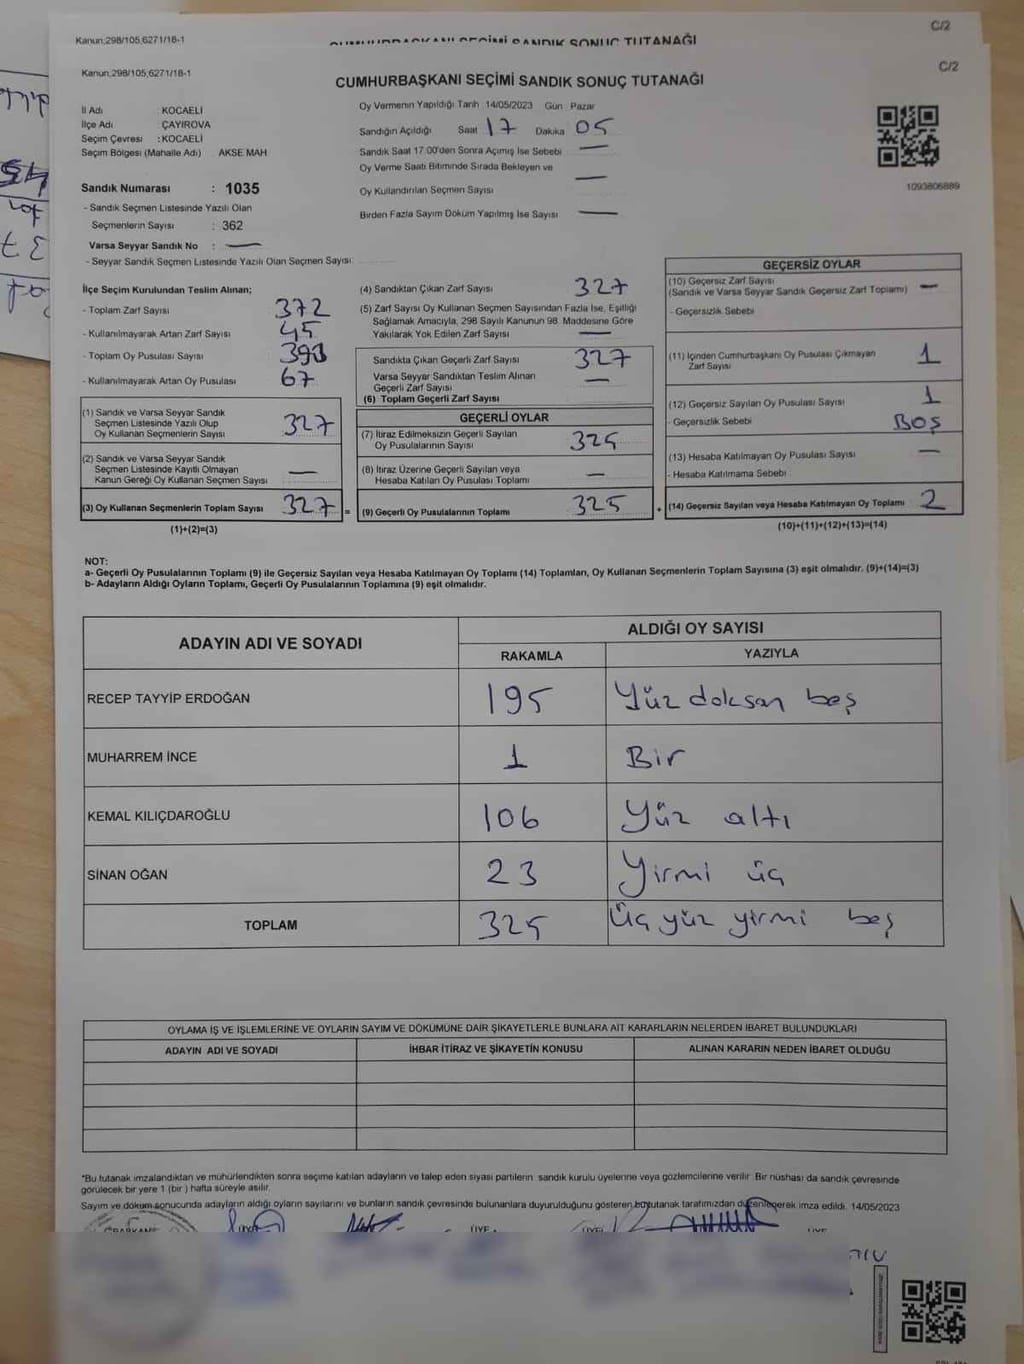 C/2
Kanun;298/105,6271/18-1
SANDIK SONUÇ TUTANAĞI
C/2
Kanun;298/105,6271/18-1
CUMHURBAŞKANI SEÇİMİ SANDIK SONUÇ TUTANAĞI
İl Adı : KOCAELİ
İlçe Adı : ÇAYIROVA
Seçim Çevresi : KOCAELİ
Seçim Bölgesi (Mahalle Adı) : AKSE MAH
Oy Vermenin Yapıldığı Tarih 14/05/2023 Gün Pazar
Sandığın Açıldığı Saat 17 Dakika 05
Sandık Saat 17.00'den Sonra Açımış İse Sebebi —
Oy Verme Saati Bitiminde Sırada Bekleyen ve
Oy Kullandırılan Seçmen Sayısı —
Birden Fazla Sayım Döküm Yapılmış İse Sayısı —
1093806889
Sandık Numarası : 1035
- Sandık Seçmen Listesinde Yazılı Olan
Seçmenlerin Sayısı : 362
Varsa Seyyar Sandık No : —
- Seyyar Sandık Seçmen Listesinde Yazılı Olan Seçmen Sayısı:
İlçe Seçim Kurulundan Teslim Alınan;
- Toplam Zarf Sayısı 372
- Kullanılmayarak Artan Zarf Sayısı 45
- Toplam Oy Pusulası Sayısı
- Kullanılmayarak Artan Oy Pusulası 67
(1) Sandık ve Varsa Seyyar Sandık
Seçmen Listesinde Yazılı Olup
Oy Kullanan Seçmenlerin Sayısı 327
(2) Sandık ve Varsa Seyyar Sandık
Seçmen Listesinde Kayıtlı Olmayan
Kanun Gereği Oy Kullanan Seçmen Sayısı —
(3) Oy Kullanan Seçmenlerin Toplam Sayısı 327 =
(1)+(2)=(3)
(4) Sandıktan Çıkan Zarf Sayısı 327
(5) Zarf Sayısı Oy Kullanan Seçmen Sayısından Fazla İse, Eşitliği
Sağlamak Amacıyla, 298 Sayılı Kanunun 98. Maddesine Göre
Yakılarak Yok Edilen Zarf Sayısı —
Sandıkta Çıkan Geçerli Zarf Sayısı 327
Varsa Seyyar Sandıktan Teslim Alınan
Geçerli Zarf Sayısı —
(6) Toplam Geçerli Zarf Sayısı
GEÇERLİ OYLAR
(7) İtiraz Edilmeksizin Geçerli Sayılan
Oy Pusulalarının Sayısı 325
(8) İtiraz Üzerine Geçerli Sayılan veya
Hesaba Katılan Oy Pusulası Toplamı —
(9) Geçerli Oy Pusulalarının Toplamı 325 +
GEÇERSİZ OYLAR
(10) Geçersiz Zarf Sayısı
(Sandık ve Varsa Seyyar Sandık Geçersiz Zarf Toplamı) —
- Geçersizlik Sebebi
(11) İçinden Cumhurbaşkanı Oy Pusulası Çıkmayan
Zarf Sayısı 1
(12) Geçersiz Sayılan Oy Pusulası Sayısı 1
- Geçersizlik Sebebi BOŞ
(13) Hesaba Katılmayan Oy Pusulası Sayısı —
- Hesaba Katılmama Sebebi
(14) Geçersiz Sayılan veya Hesaba Katılmayan Oy Toplamı 2
(10)+(11)+(12)+(13)=(14)
NOT:
a- Geçerli Oy Pusulalarının Toplamı (9) ile Geçersiz Sayılan veya Hesaba Katılmayan Oy Toplamı (14) Toplamları, Oy Kullanan Seçmenlerin Toplam Sayısına (3) eşit olmalıdır. (9)+(14)=(3)
b- Adayların Aldığı Oyların Toplamı, Geçerli Oy Pusulalarının Toplamına (9) eşit olmalıdır.
ADAYIN ADI VE SOYADI
ALDIĞI OY SAYISI
RAKAMLA YAZIYLA
RECEP TAYYİP ERDOĞAN 195 Yüz doksan beş
MUHARREM İNCE 1 Bir
KEMAL KILIÇDAROĞLU 106 Yüz altı
SİNAN OĞAN 23 Yirmi üç
TOPLAM 325 Üç yüz yirmi beş
OYLAMA İŞ VE İŞLEMLERİNE VE OYLARIN SAYIM VE DÖKÜMÜNE DAİR ŞİKAYETLERLE BUNLARA AİT KARARLARIN NELERDEN İBARET BULUNDUKLARI
ADAYIN ADI VE SOYADI İHBAR İTİRAZ VE ŞİKAYETİN KONUSU ALINAN KARARIN NEDEN İBARET OLDUĞU
*Bu tutanak imzalandıktan ve mühürlendikten sonra seçime katılan adayların ve talep eden siyasi partilerin sandık kurulu üyelerine veya gözlemcilerine verilir. Bir nüshası da sandık çevresinde
görülecek bir yere 1 (bir) hafta süreyle asılır.
Sayım ve döküm sonucunda adayların aldığı oyların sayılarını ve bunların sandık çevresinde bulunanlara duyurulduğunu gösteren bu tutanak tarafımızdan düzenlenerek imza edildi. 14/05/2023